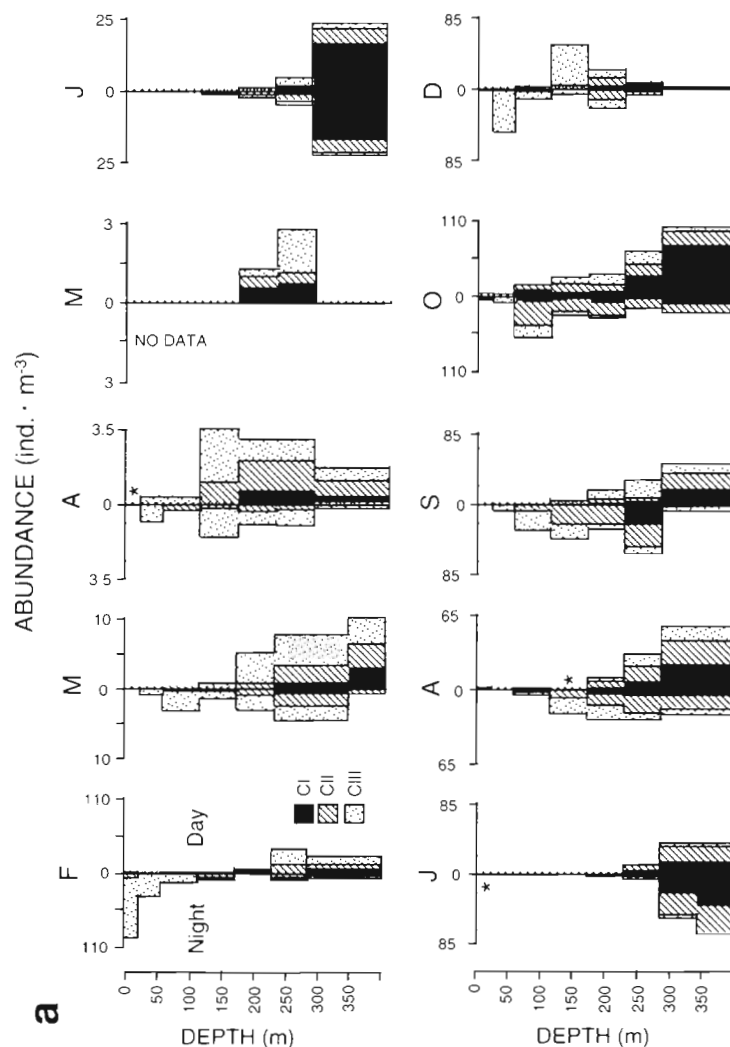 a
ABUNDANCE (ind. · m-3)
F
M
A
M
J
110
0
110
Day
Night
CI
CII
CIII
10
0
10
3.5
0
3 5
3
0
3
NO DATA
25
0
25
*
DEPTH (m)
0
50
100
150
200
250
300
350
J
A
S
O
D
85
0
85
*
65
0
65
*
85
0
85
110
0
110
85
0
85
DEPTH (m)
0
50
100
150
200
250
300
350